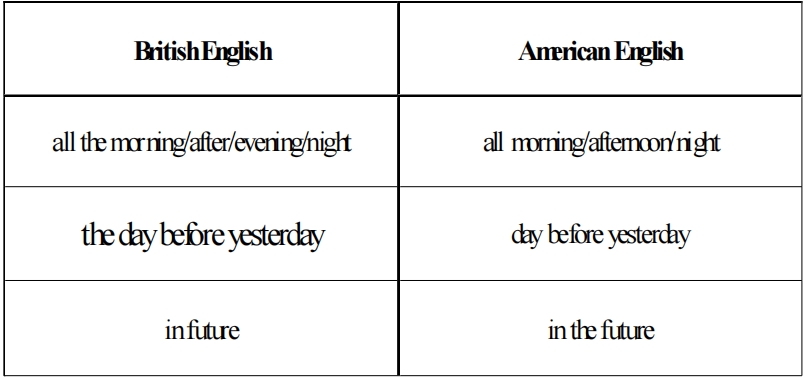 British English
American English
all the morning/after/evening/night
all morning/afternoon/night
the day before yesterday
day before yesterday
in future
in the future